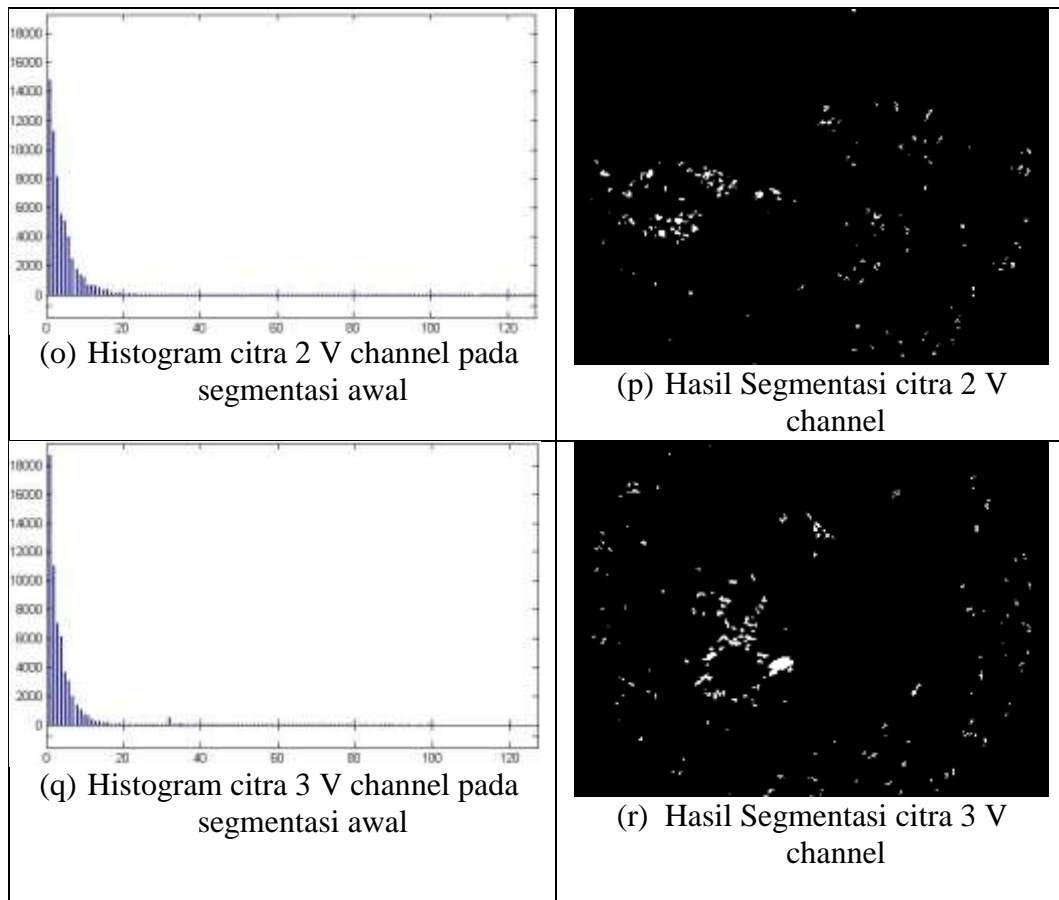 18000
16000
14000
12000
10000
8000
6000
4000
2000
0
0 20 40 60 80 100 120
(o) Histogram citra 2 V channel pada
segmentasi awal
(p) Hasil Segmentasi citra 2 V
channel
18000
16000
14000
12000
10000
8000
6000
4000
2000
0
0 20 40 60 80 100 120
(q) Histogram citra 3 V channel pada
segmentasi awal
(r) Hasil Segmentasi citra 3 V
channel